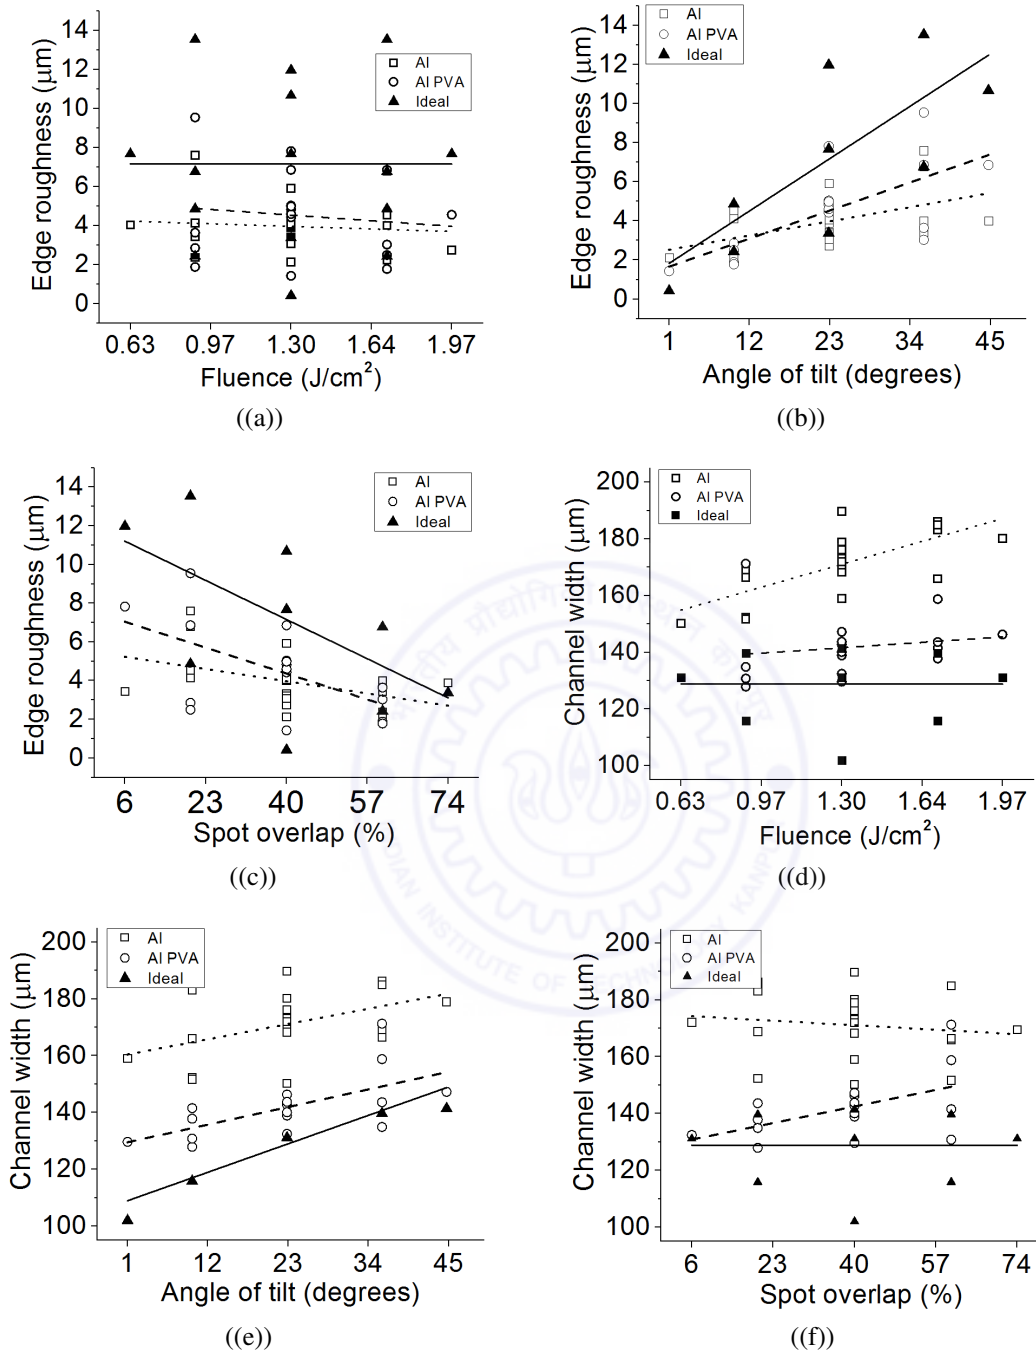 14
12
10
8
6
4
2
0
Edge roughness (μm)
Al
Al PVA
Ideal
0.63 0.97 1.30 1.64 1.97
Fluence (J/cm²)
((a))
14
12
10
8
6
4
2
0
Edge roughness (μm)
Al
Al PVA
Ideal
1 12 23 34 45
Angle of tilt (degrees)
((b))
14
12
10
8
6
4
2
0
Edge roughness (μm)
Al
Al PVA
Ideal
6 23 40 57 74
Spot overlap (%)
((c))
200
180
160
140
120
100
Channel width (μm)
Al
Al PVA
Ideal
0.63 0.97 1.30 1.64 1.97
Fluence (J/cm²)
((d))
200
180
160
140
120
100
Channel width (μm)
Al
Al PVA
Ideal
1 12 23 34 45
Angle of tilt (degrees)
((e))
200
180
160
140
120
100
Channel width (μm)
Al
Al PVA
Ideal
6 23 40 57 74
Spot overlap (%)
((f))
INDIAN INSTITUTE OF TECHNOLOGY KANPUR